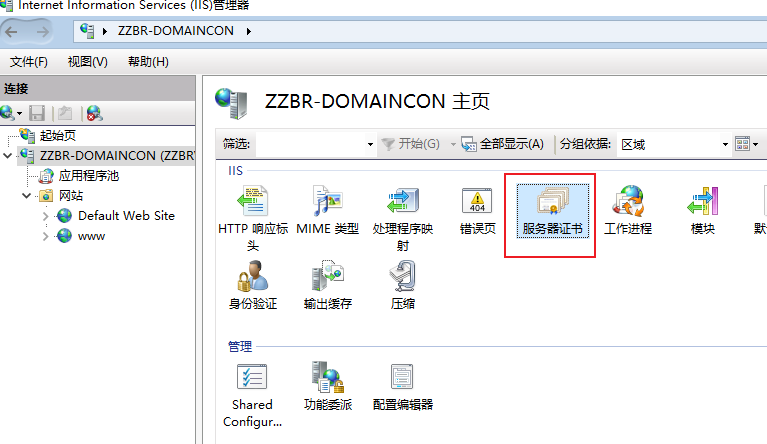 Internet Information Services (IIS)管理器
ZZBR-DOMAINCON
文件(F) 视图(V) 帮助(H)
连接
起始页
ZZBR-DOMAINCON (ZZBR
应用程序池
网站
Default Web Site
www
ZZBR-DOMAINCON 主页
筛选: 开始(G) 全部显示(A) 分组依据: 区域
IIS
HTTP 响应标头
MIME 类型
处理程序映射
404
错误页
服务器证书
工作进程
模块
默
身份验证
输出缓存
压缩
管理
Shared
Configur...
功能委派
配置编辑器